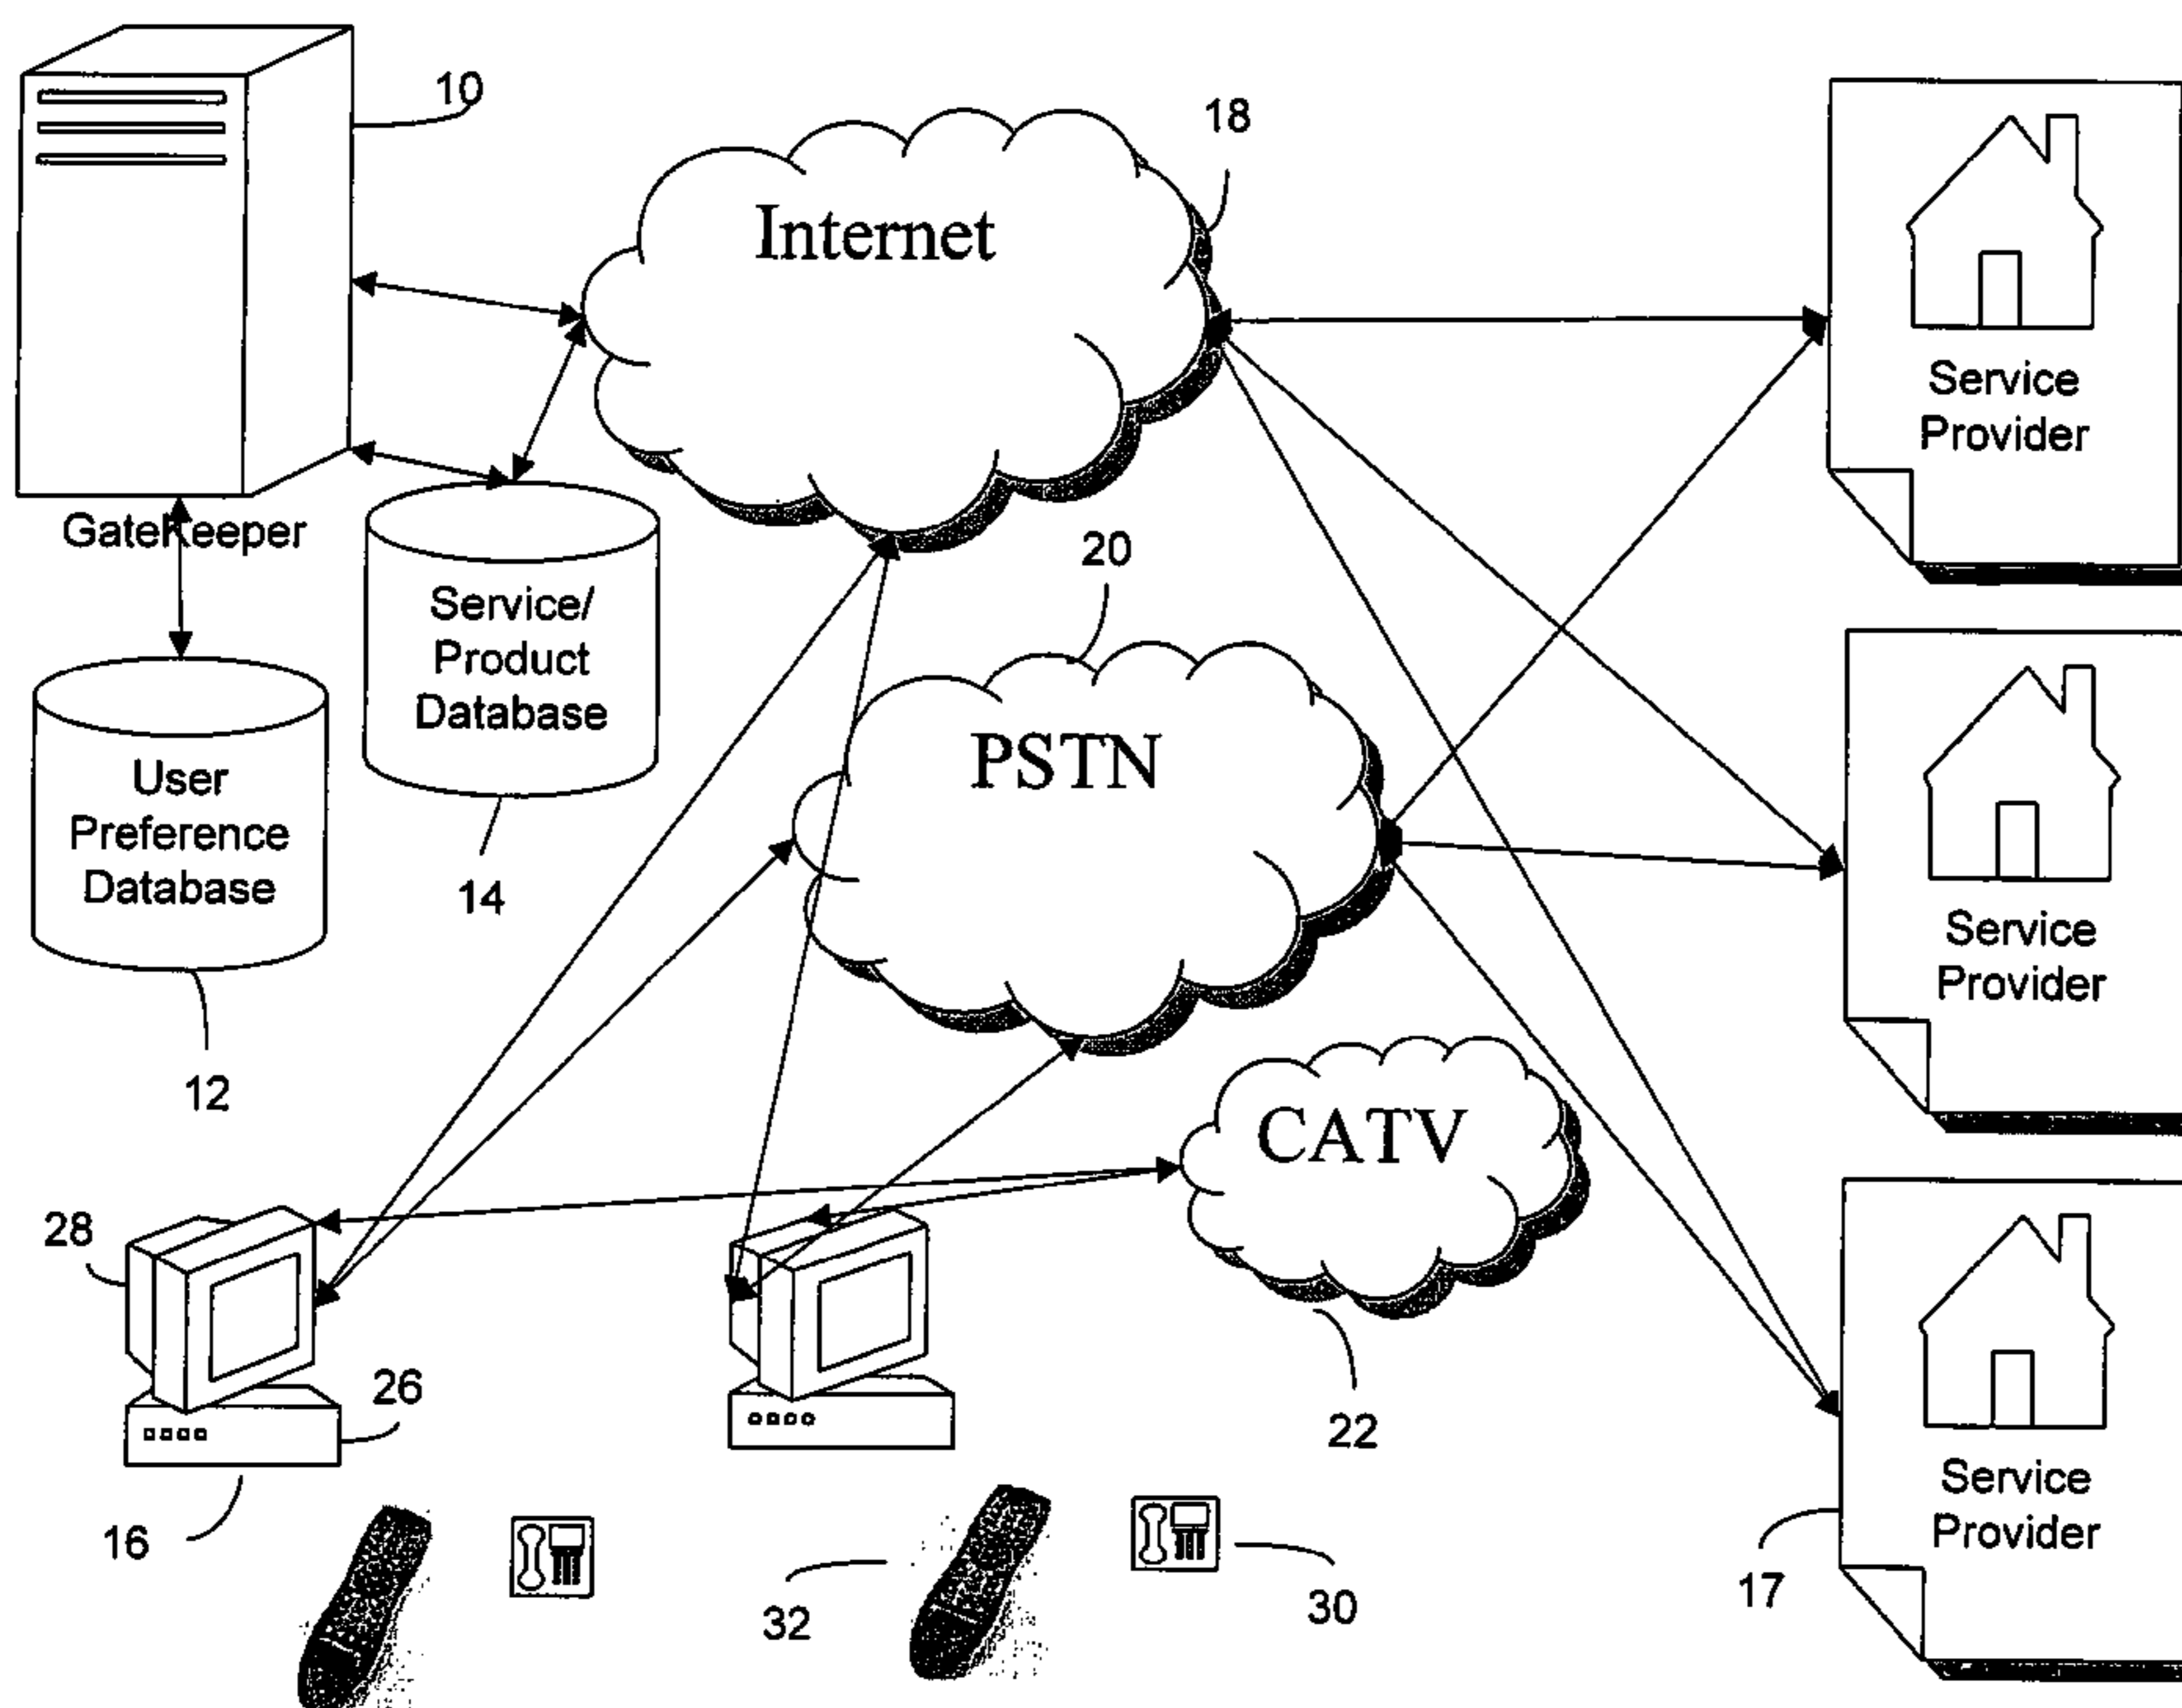 10
18
Internet
Service
Provider
GateKeeper
20
Service/
Product
Database
PSTN
User
Preference
Database
14
Service
Provider
12
CATV
28
26
22
Service
Provider
16
17
32
30